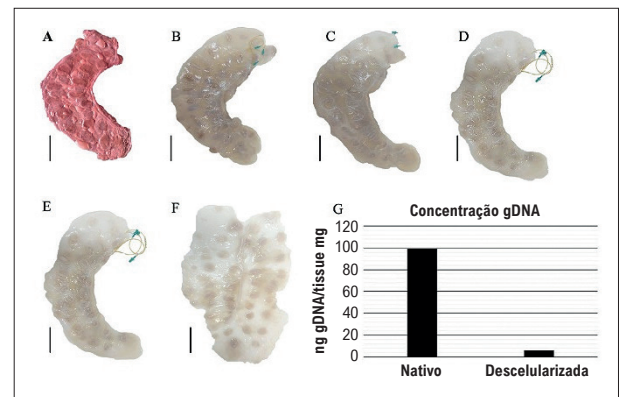 A
B
C
D
E
F
G
Concentração gDNA
ng gDNA/tissue mg
120
100
80
60
40
20
0
Nativo
Descelularizada